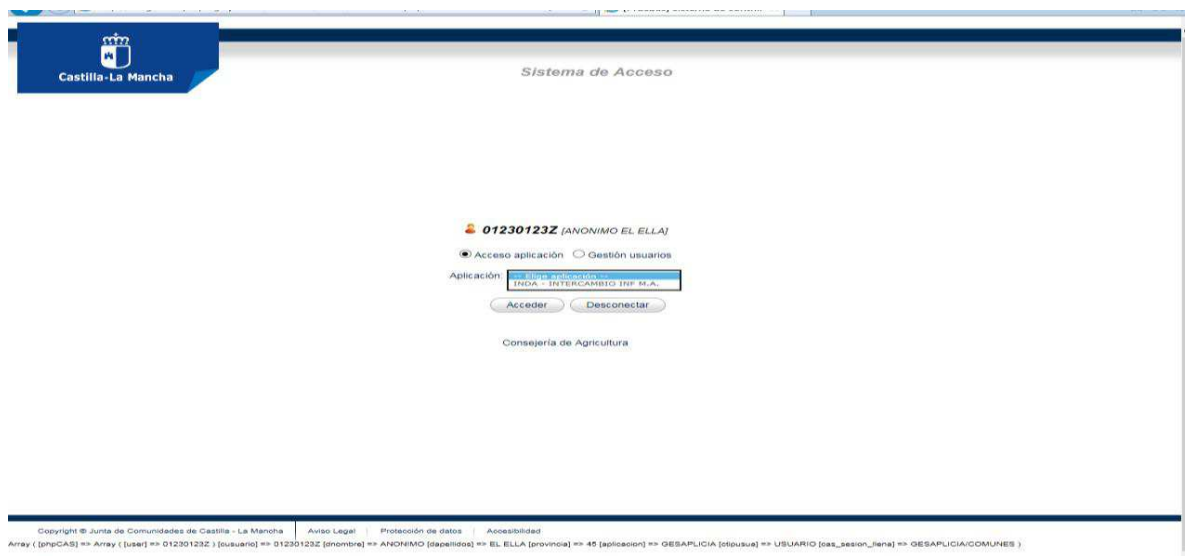 Castilla-La Mancha
Sistema de Acceso
01230123Z [ANONIMO EL ELLA]
Acceso aplicación Gestión usuarios
Aplicación: -- Elige aplicación --
INDA - INTERCAMBIO INF M.A.
Acceder Desconectar
Consejería de Agricultura
Copyright © Junta de Comunidades de Castilla - La Mancha Aviso Legal Protección de datos Accesibilidad
Array ( [phpCAS] => Array ( [user] => 01230123Z ) [cusuario] => 01230123Z [dnombre] => ANONIMO [dapellidos] => EL ELLA [provincia] => 45 [aplicacion] => GESAPLICIA [ctipusua] => USUARIO [cas_sesion_llena] => GESAPLICIA/COMUNES )